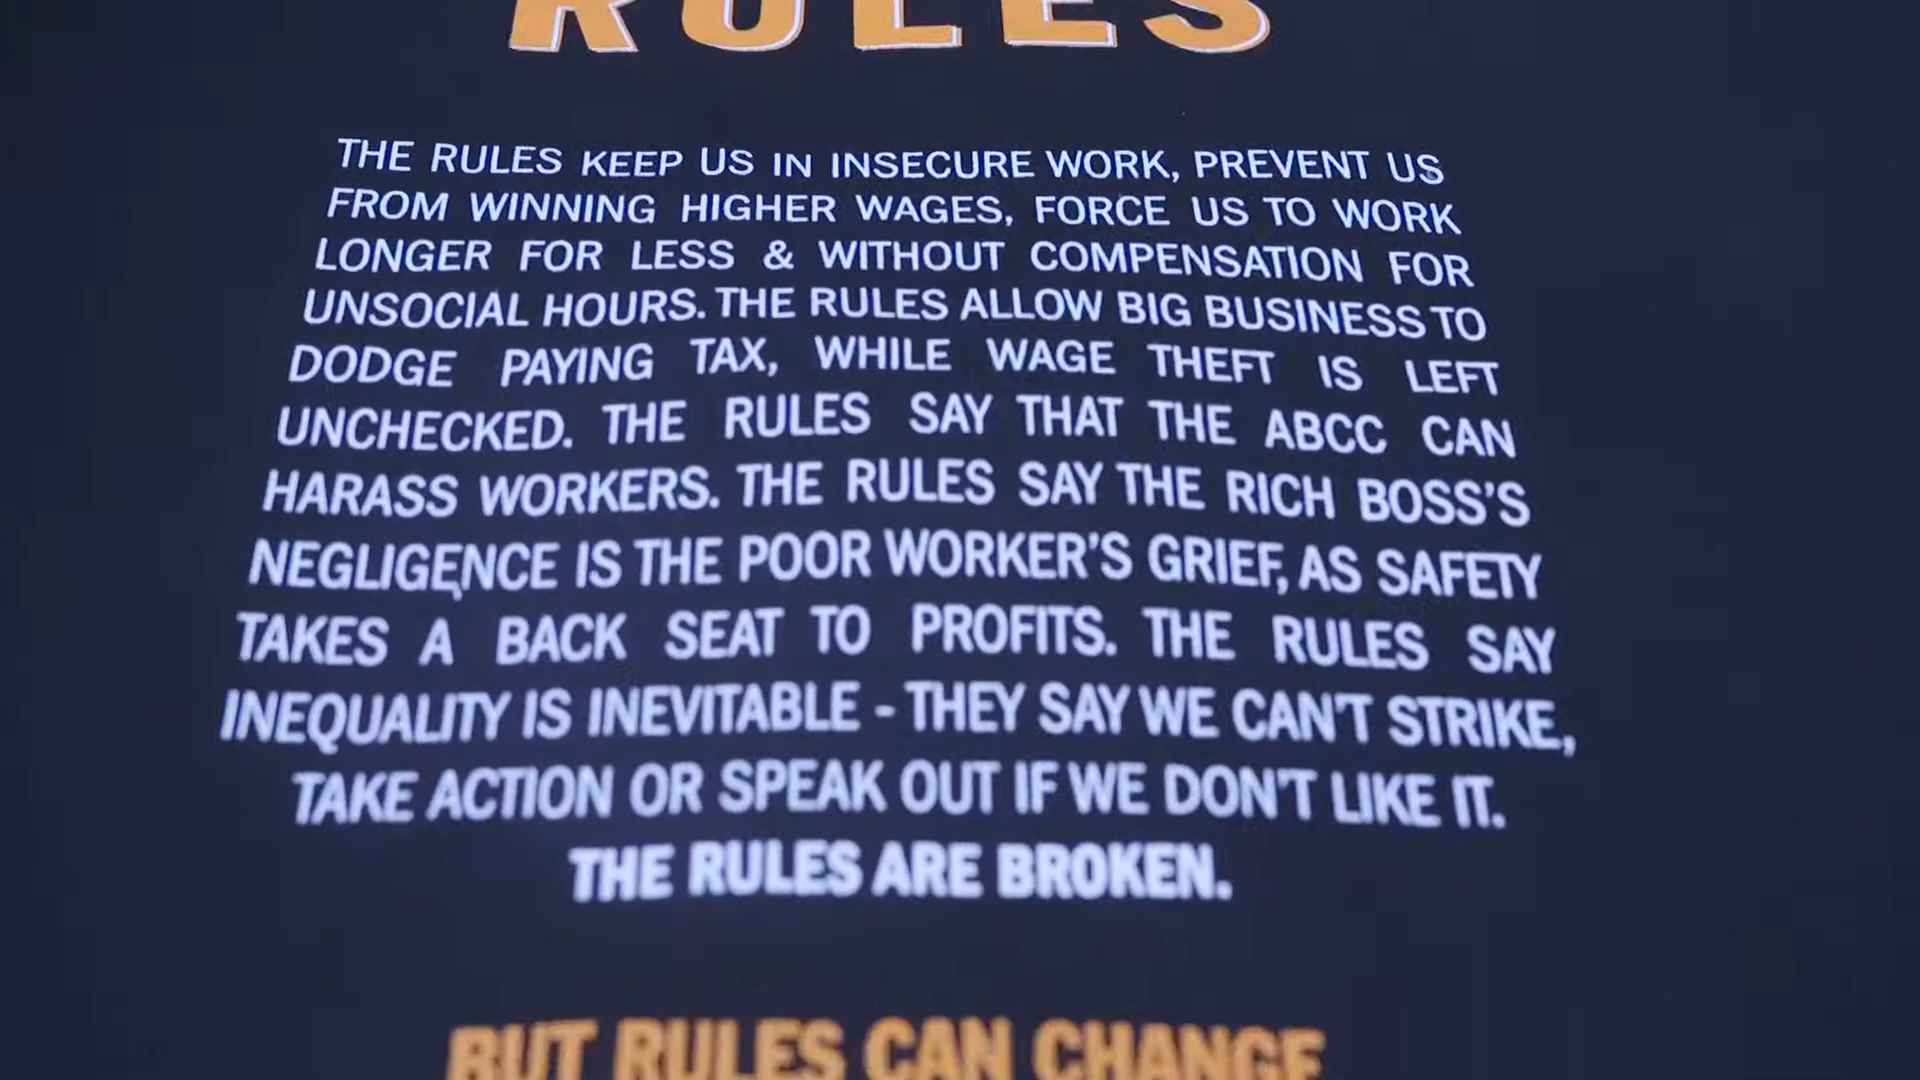 RULES
THE RULES KEEP US IN INSECURE WORK, PREVENT US
FROM WINNING HIGHER WAGES, FORCE US TO WORK
LONGER FOR LESS & WITHOUT COMPENSATION FOR
UNSOCIAL HOURS. THE RULES ALLOW BIG BUSINESS TO
DODGE PAYING TAX, WHILE WAGE THEFT IS LEFT
UNCHECKED. THE RULES SAY THAT THE ABCC CAN
HARASS WORKERS. THE RULES SAY THE RICH BOSS'S
NEGLIGENCE IS THE POOR WORKER'S GRIEF, AS SAFETY
TAKES A BACK SEAT TO PROFITS. THE RULES SAY
INEQUALITY IS INEVITABLE - THEY SAY WE CAN'T STRIKE,
TAKE ACTION OR SPEAK OUT IF WE DON'T LIKE IT.
THE RULES ARE BROKEN.
BUT RULES CAN CHANGE